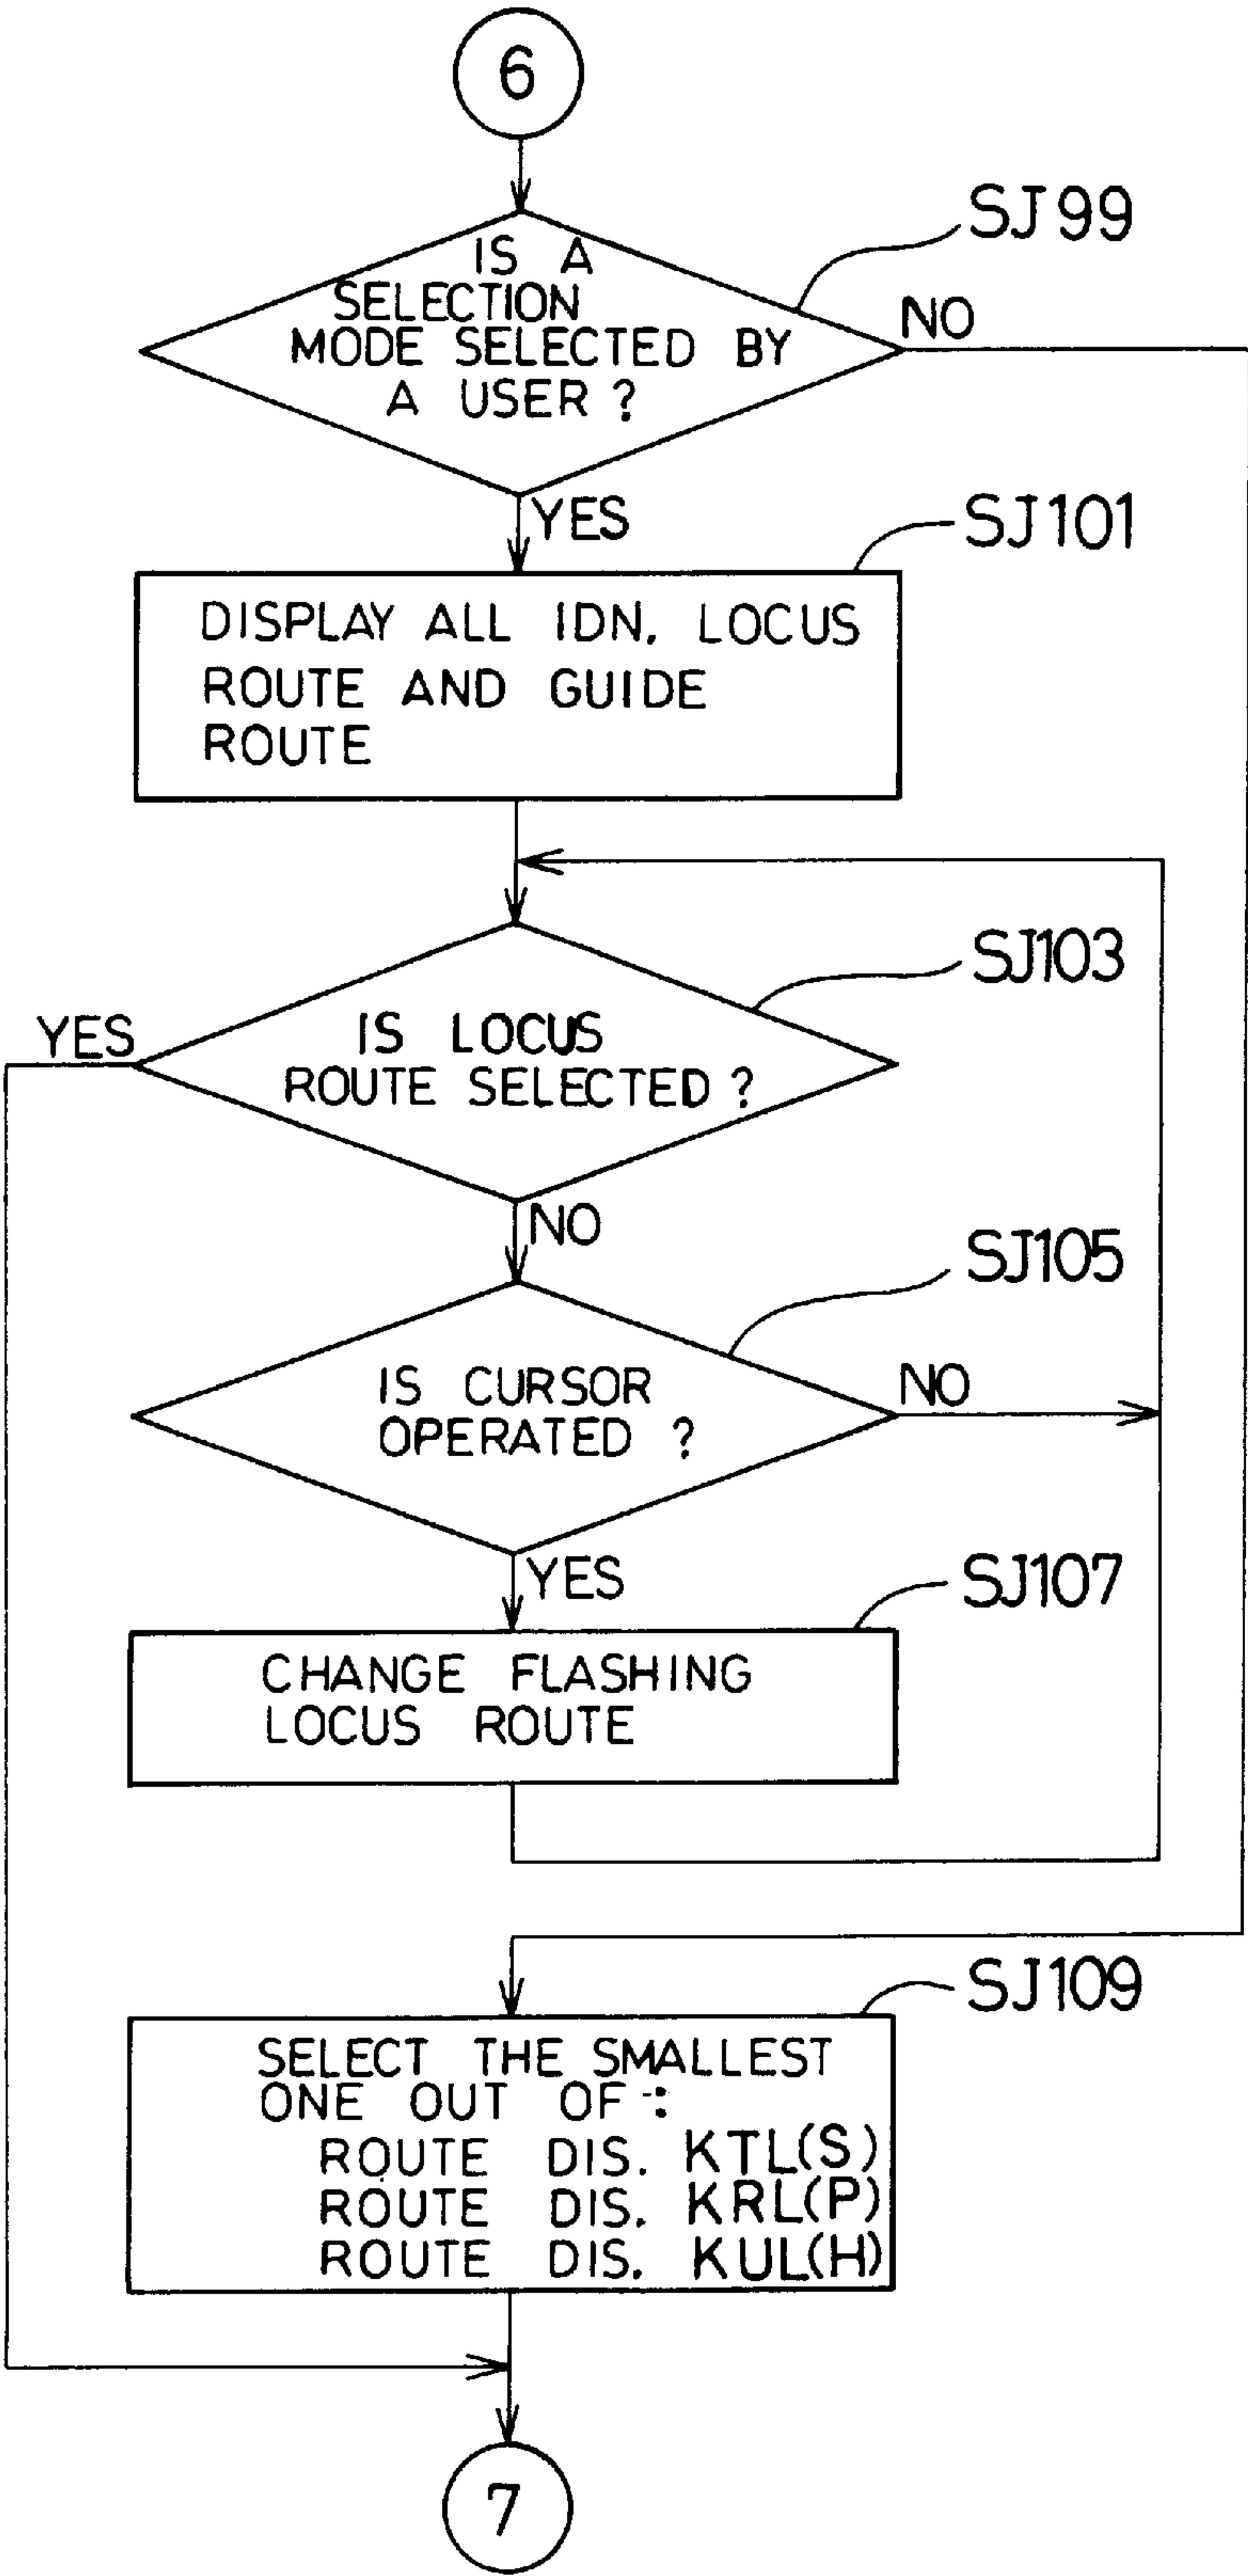 6
SJ99
IS A
SELECTION
MODE SELECTED BY
A USER ?
NO
YES
SJ101
DISPLAY ALL IDN. LOCUS
ROUTE AND GUIDE
ROUTE
SJ103
YES
IS LOCUS
ROUTE SELECTED ?
NO
SJ105
IS CURSOR
OPERATED ?
NO
YES
SJ107
CHANGE FLASHING
LOCUS ROUTE
SJ109
SELECT THE SMALLEST
ONE OUT OF :
ROUTE DIS. KTL(S)
ROUTE DIS. KRL(P)
ROUTE DIS. KUL(H)
7